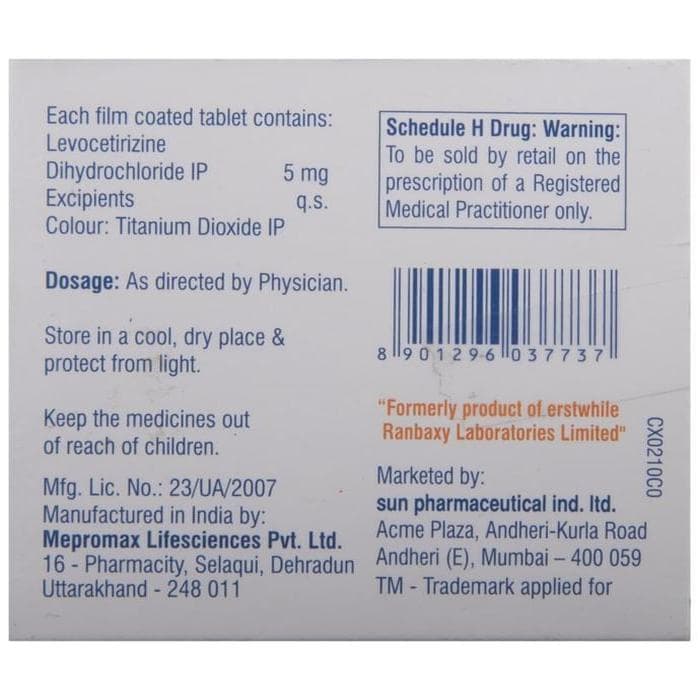 Each film coated tablet contains:
Levocetirizine
Dihydrochloride IP 5 mg
Excipients q.s.
Colour: Titanium Dioxide IP
Dosage: As directed by Physician.
Store in a cool, dry place &
protect from light.
Keep the medicines out
of reach of children.
Mfg. Lic. No.: 23/UA/2007
Manufactured in India by:
Mepromax Lifesciences Pvt. Ltd.
16 - Pharmacity, Selaqui, Dehradun
Uttarakhand - 248 011
Schedule H Drug: Warning:
To be sold by retail on the
prescription of a Registered
Medical Practitioner only.
8 901296 037737
"Formerly product of erstwhile
Ranbaxy Laboratories Limited"
CX0210C0
Marketed by:
sun pharmaceutical ind. ltd.
Acme Plaza, Andheri-Kurla Road
Andheri (E), Mumbai – 400 059
TM - Trademark applied for